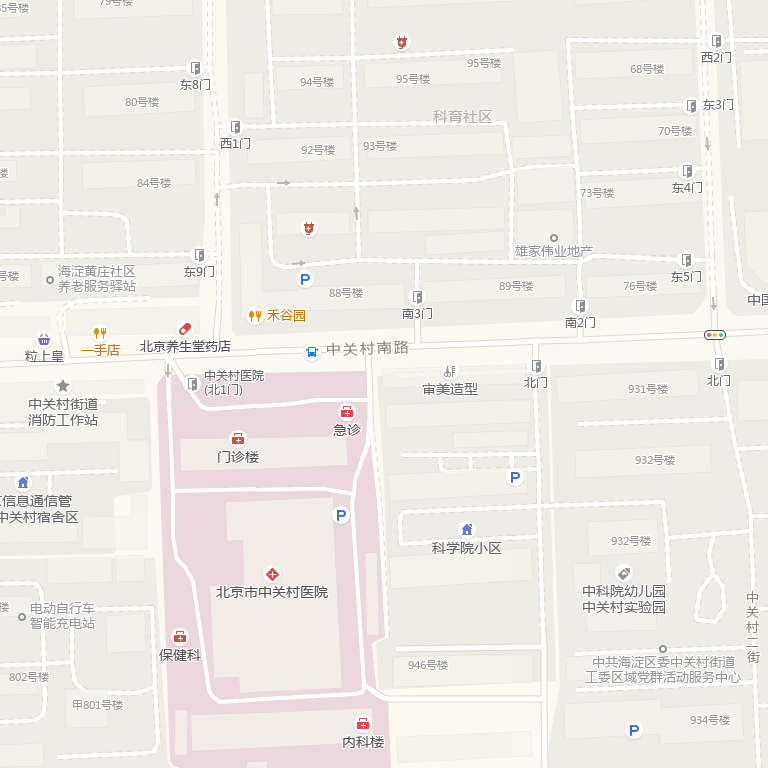 85号楼
79号楼
西2门
95号楼
94号楼
95号楼
68号楼
东8门
80号楼
东3门
科育社区
70号楼
西1门
92号楼
93号楼
84号楼
东4门
73号楼
雄家伟业地产
东9门
海淀黄庄社区
养老服务驿站
号楼
东5门
88号楼
89号楼
76号楼
中国
P
禾谷园
南3门
南2门
粒上皇
一手店
北京养生堂药店
中关村南路
中关村医院
(北1门)
审美造型
北门
北门
931号楼
中关村街道
消防工作站
急诊
门诊楼
932号楼
P
信息通信管
中关村宿舍区
P
科学院小区
932号楼
北京市中关村医院
中科院幼儿园
中关村实验园
中关村二街
楼
电动自行车
智能充电站
保健科
946号楼
中共海淀区委中关村街道
工委区域党群活动服务中心
802号楼
甲801号楼
934号楼
P
内科楼